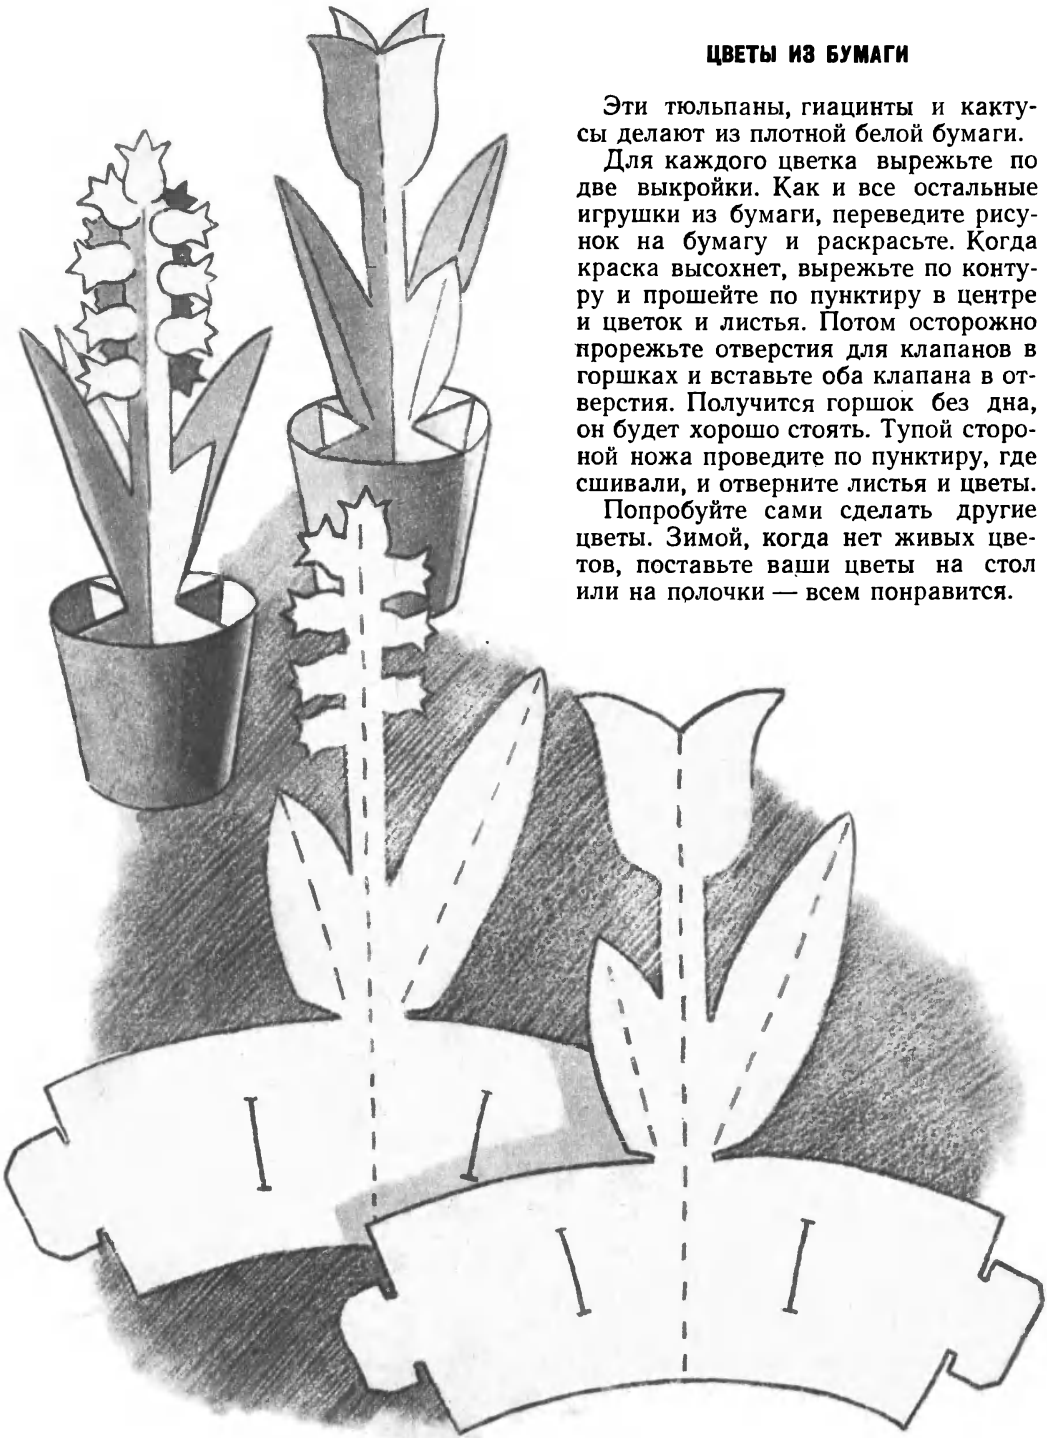 ЦВЕТЫ ИЗ БУМАГИ
Эти тюльпаны, гиацинты и какту-
сы делают из плотной белой бумаги.
Для каждого цветка вырежьте по
две выкройки. Как и все остальные
игрушки из бумаги, переведите рису-
нок на бумагу и раскрасьте. Когда
краска высохнет, вырежьте по конту-
ру и прошейте по пунктиру в центре
и цветок и листья. Потом осторожно
прорежьте отверстия для клапанов в
горшках и вставьте оба клапана в от-
верстия. Получится горшок без дна,
он будет хорошо стоять. Тупой сторо-
ной ножа проведите по пунктиру, где
сшивали, и отверните листья и цветы.
Попробуйте сами сделать другие
цветы. Зимой, когда нет живых цве-
тов, поставьте ваши цветы на стол
или на полочки — всем понравится.